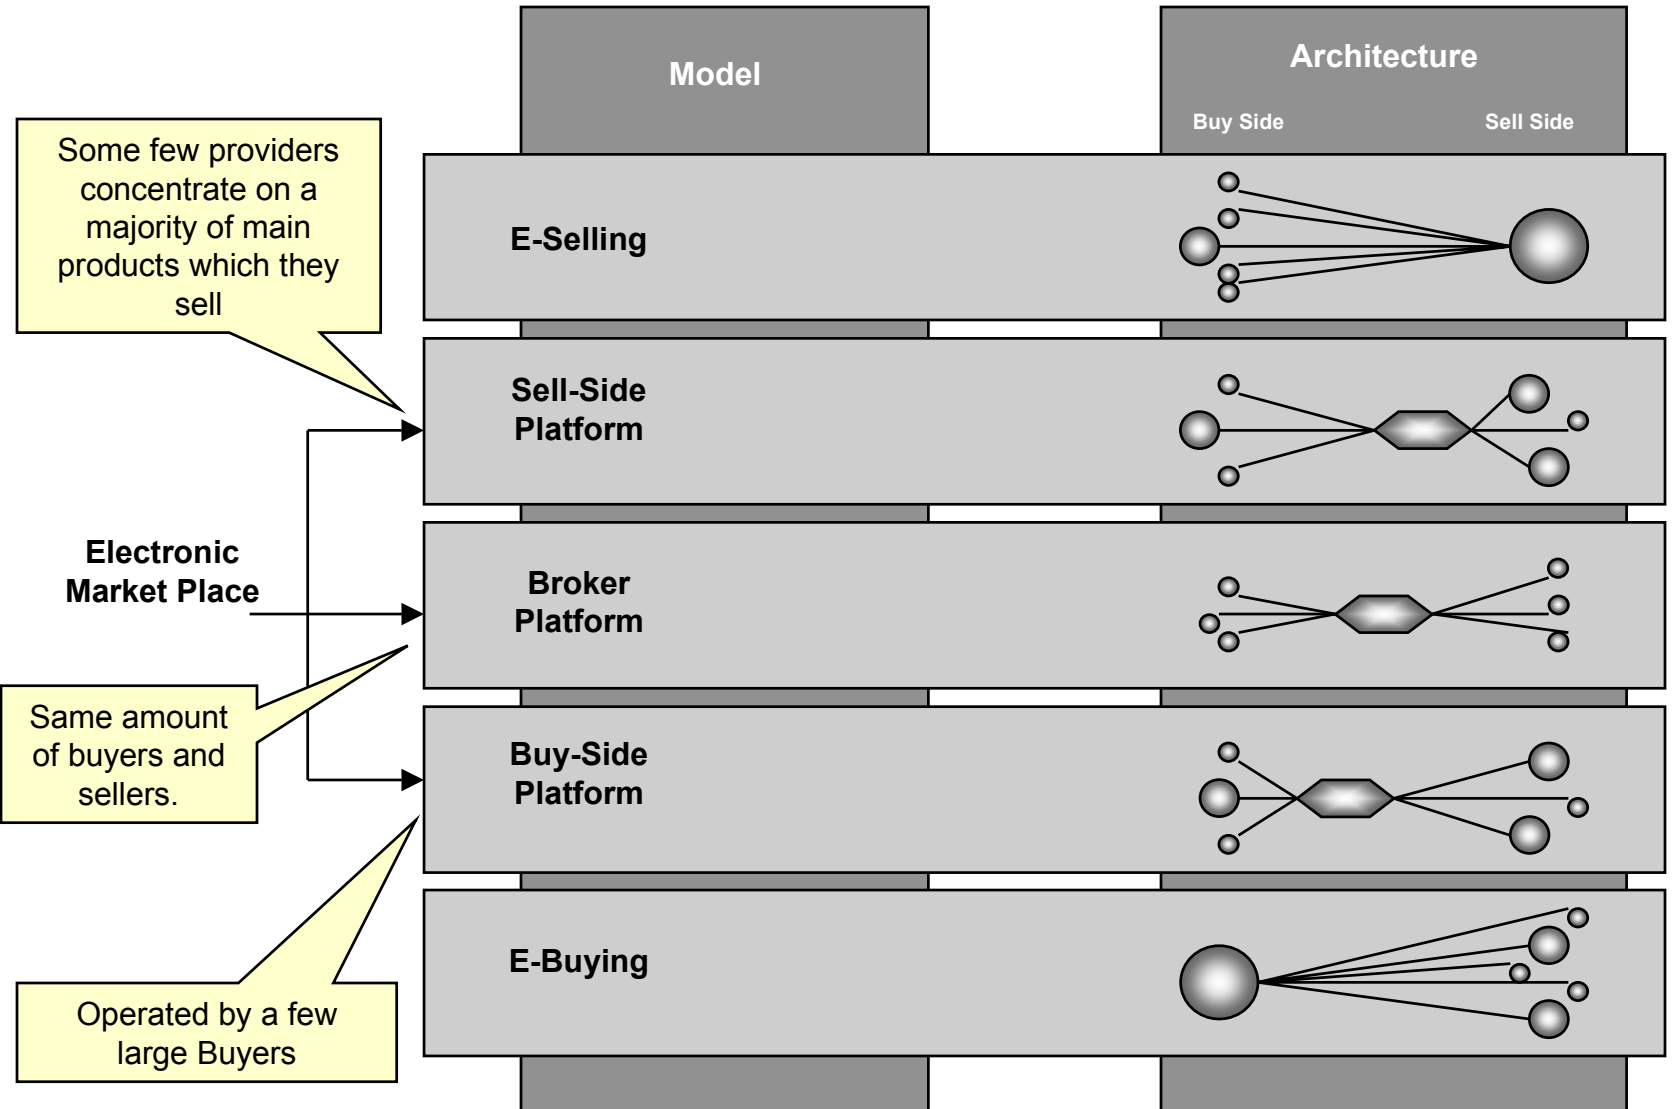 Model
Architecture
Buy Side
Sell Side
Some few providers
concentrate on a
majority of main
products which they
sell
E-Selling
Sell-Side
Platform
Electronic
Market Place
Broker
Platform
Same amount
of buyers and
sellers.
Buy-Side
Platform
E-Buying
Operated by a few
large Buyers